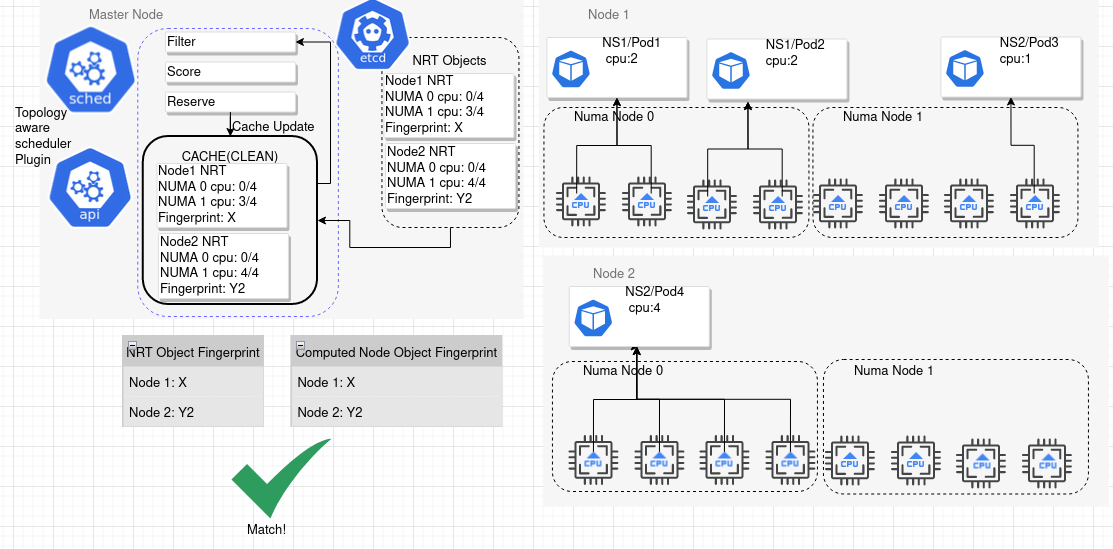 Master Node
sched
Topology
aware
scheduler
Plugin
api
Filter
Score
Reserve
Cache Update
CACHE(CLEAN)
Node1 NRT
NUMA 0 cpu: 0/4
NUMA 1 cpu: 3/4
Fingerprint: X
Node2 NRT
NUMA 0 cpu: 0/4
NUMA 1 cpu: 4/4
Fingerprint: Y2
etcd
NRT Objects
Node1 NRT
NUMA 0 cpu: 0/4
NUMA 1 cpu: 3/4
Fingerprint: X
Node2 NRT
NUMA 0 cpu: 0/4
NUMA 1 cpu: 4/4
Fingerprint: Y2
Node 1
NS1/Pod1
cpu:2
NS1/Pod2
cpu:2
NS2/Pod3
cpu:1
Numa Node 0
CPU
CPU
CPU
CPU
Numa Node 1
CPU
CPU
CPU
CPU
Node 2
NS2/Pod4
cpu:4
Numa Node 0
CPU
CPU
CPU
CPU
Numa Node 1
CPU
CPU
CPU
CPU
NRT Object Fingerprint
Node 1: X
Node 2: Y2
Computed Node Object Fingerprint
Node 1: X
Node 2: Y2
Match!